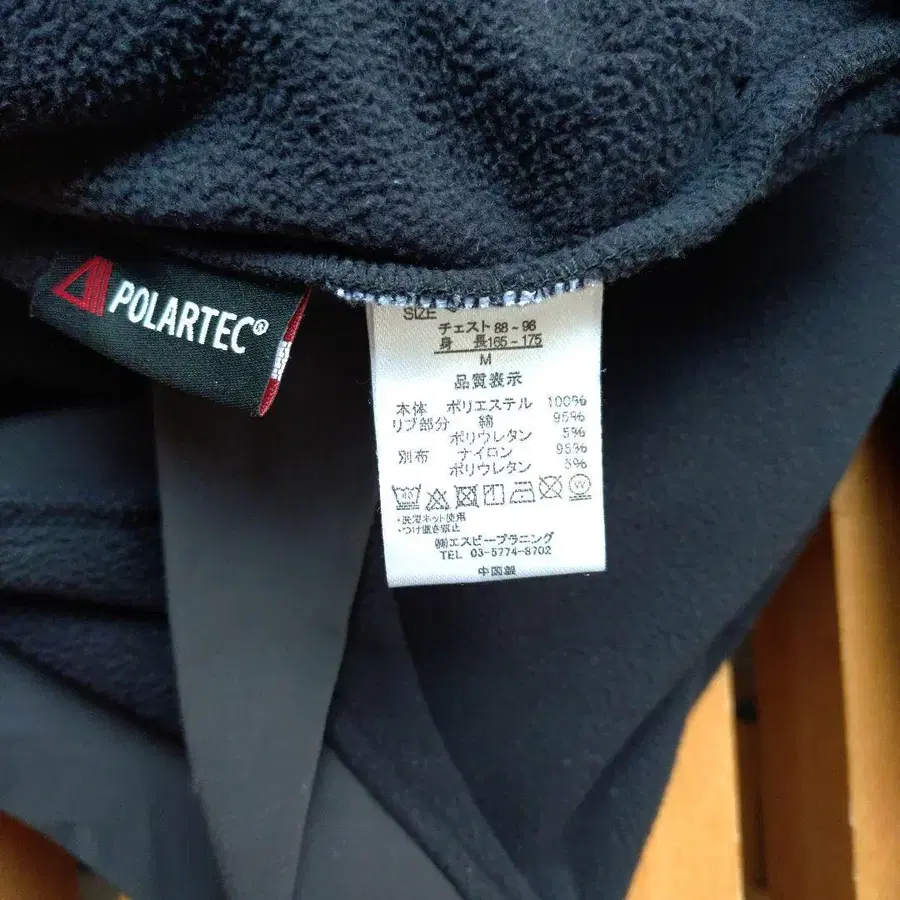 POLARTEC®
SIZE
チェスト 88~96
身 長165~175
M
品質表示
本体 ポリエステル 100%
リブ部分 綿 95%
ポリウレタン 5%
別布 ナイロン 95%
ポリウレタン 5%
・洗濯ネット使用
・つけ置き禁止
㈱エスピープラニング
TEL 03-5774-8702
中国製